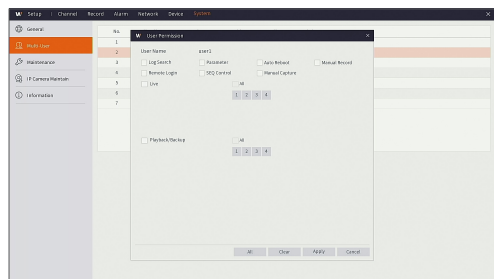 W Setup Channel Record Alarm Network Device System ×
General
Multi-User
Maintenance
IP Camera Maintain
Information
No.
1
2
3
4
5
6
7
W User Permission ×
User Name user1
Log Search Parameter Auto Reboot Manual Record
Remote Login SEQ Control Manual Capture
Live All
1 2 3 4
Playback/Backup All
1 2 3 4
All Clear Apply Cancel